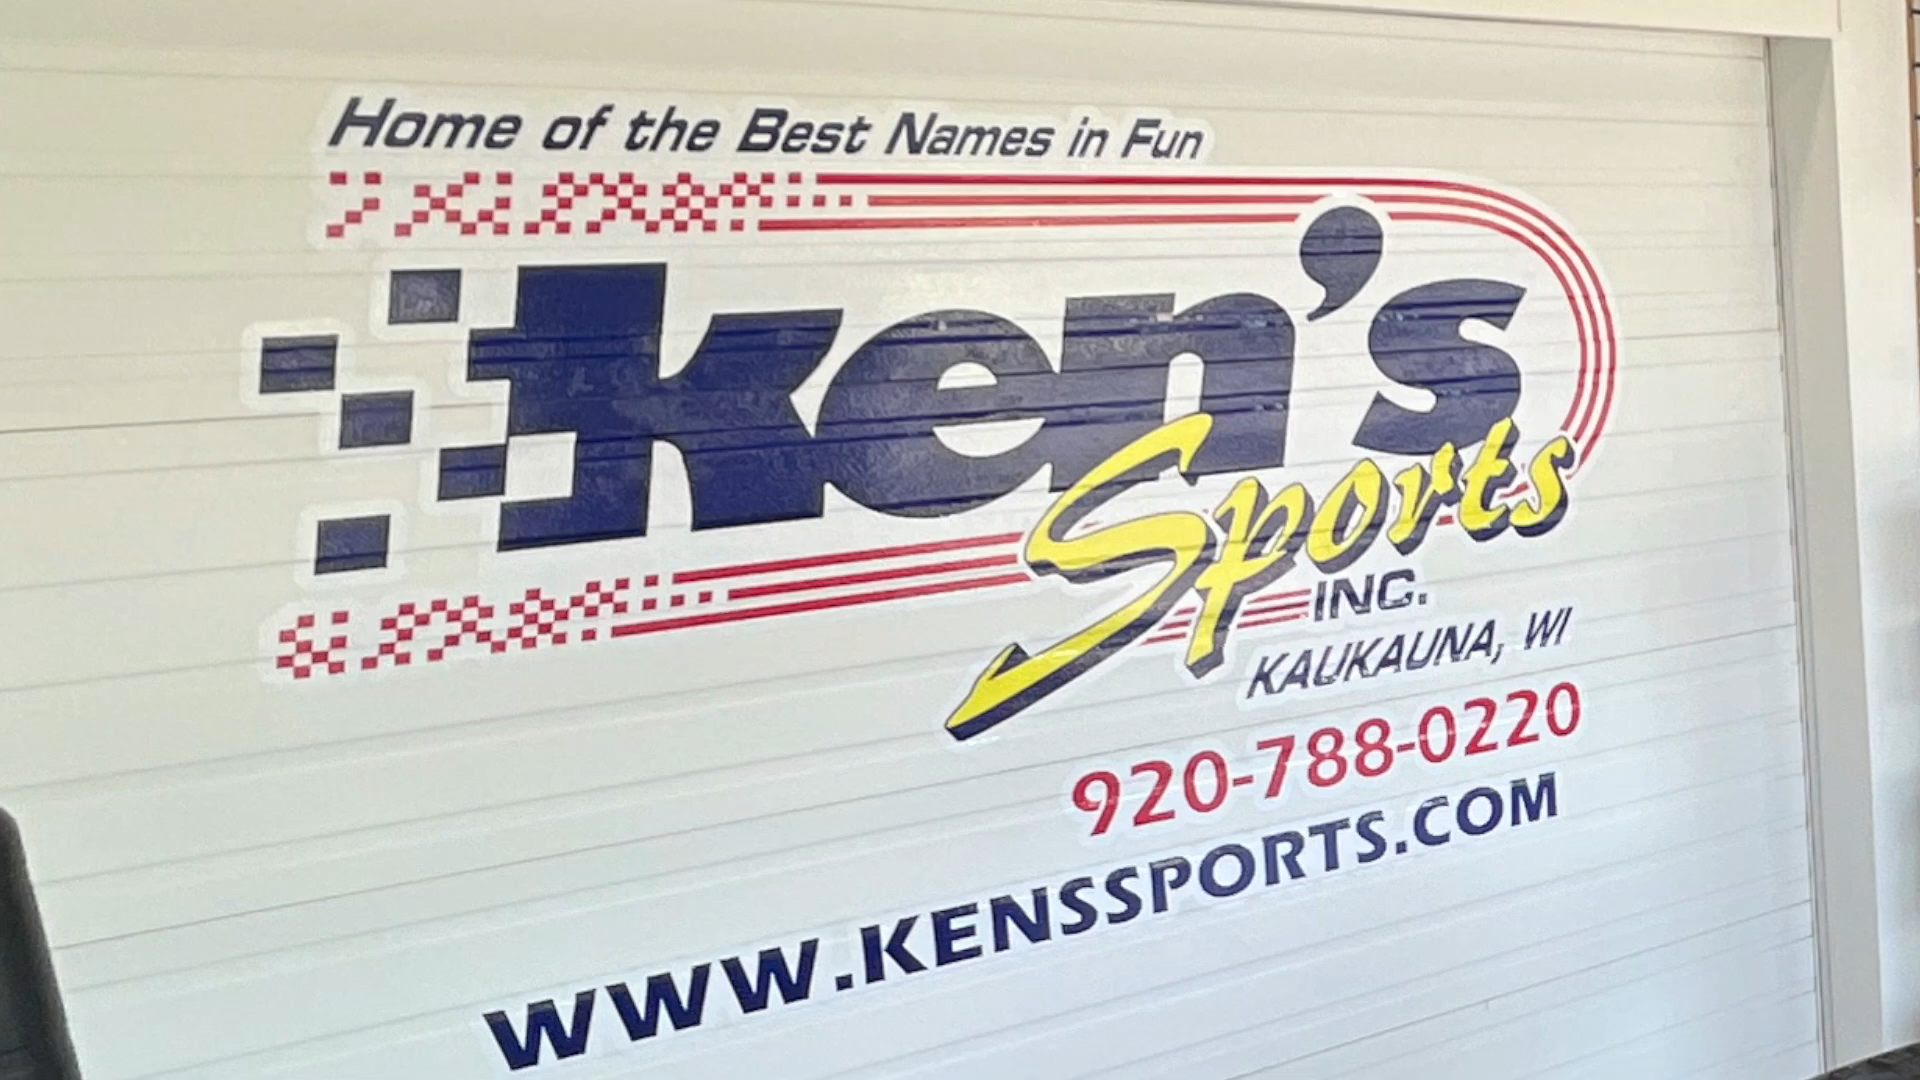 Home of the Best Names in Fun
ken's
Sports
INC.
KAUKAUNA, WI
920-788-0220
WWW.KENSSPORTS.COM